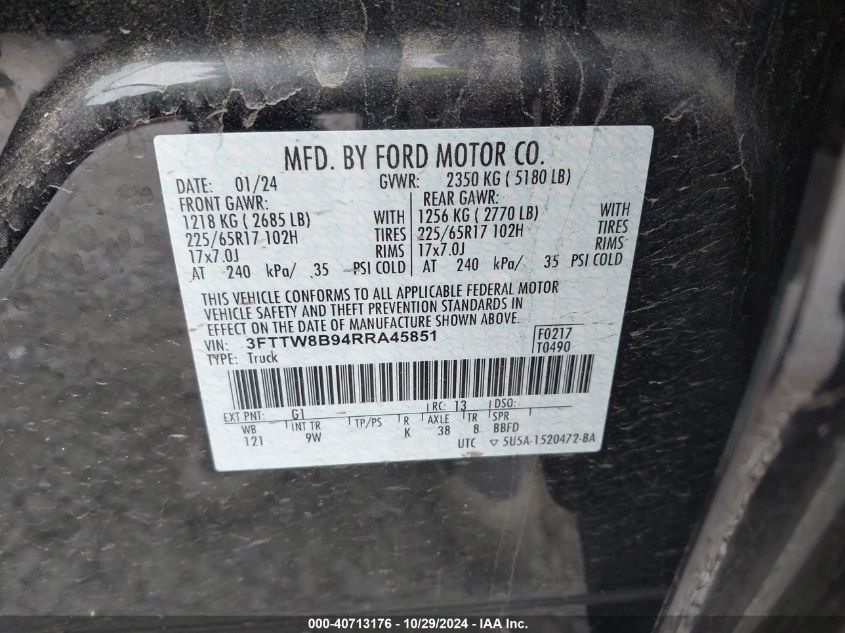 MFD. BY FORD MOTOR CO.
DATE: 01/24 GVWR: 2350 KG ( 5180 LB)
FRONT GAWR: REAR GAWR:
1218 KG ( 2685 LB) WITH 1256 KG ( 2770 LB) WITH
225/65R17 102H TIRES 225/65R17 102H TIRES
17x7.0J RIMS 17x7.0J RIMS
AT 240 kPa/ 35 PSI COLD AT 240 kPa/ 35 PSI COLD
THIS VEHICLE CONFORMS TO ALL APPLICABLE FEDERAL MOTOR
VEHICLE SAFETY AND THEFT PREVENTION STANDARDS IN
EFFECT ON THE DATE OF MANUFACTURE SHOWN ABOVE.
VIN: 3FTTW8B94RRA45851 F0217
TYPE: Truck T0490
EXT PNT: G1 RC: 13 DSO:
WB INT TR TP/PS R AXLE TR SPR
121 9W K 38 8 BBFD
UTC ▽ 5U5A-1520472-BA
000-40713176 - 10/29/2024 - IAA Inc.